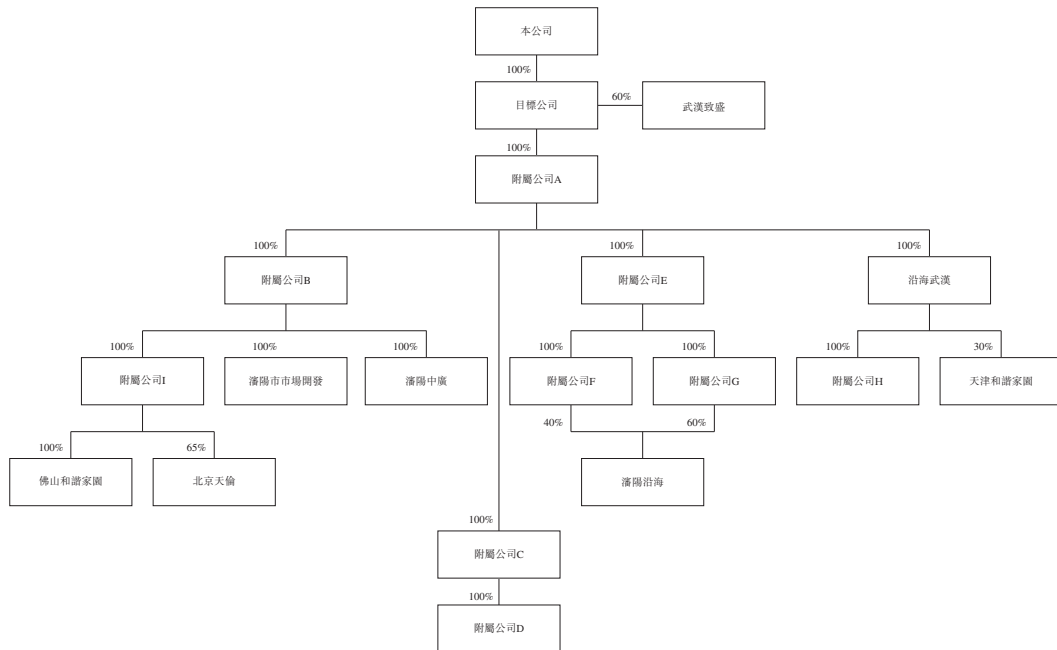 本公司
100%
目標公司
60%
武漢致盛
100%
附屬公司A
100%
100%
100%
附屬公司B
附屬公司E
沿海武漢
100%
100%
100%
100%
100%
100%
30%
附屬公司I
瀋陽市市場開發
瀋陽中廣
附屬公司F
附屬公司G
附屬公司H
天津和諧家園
100%
65%
40%
60%
佛山和諧家園
北京天倫
瀋陽沿海
100%
附屬公司C
100%
附屬公司D